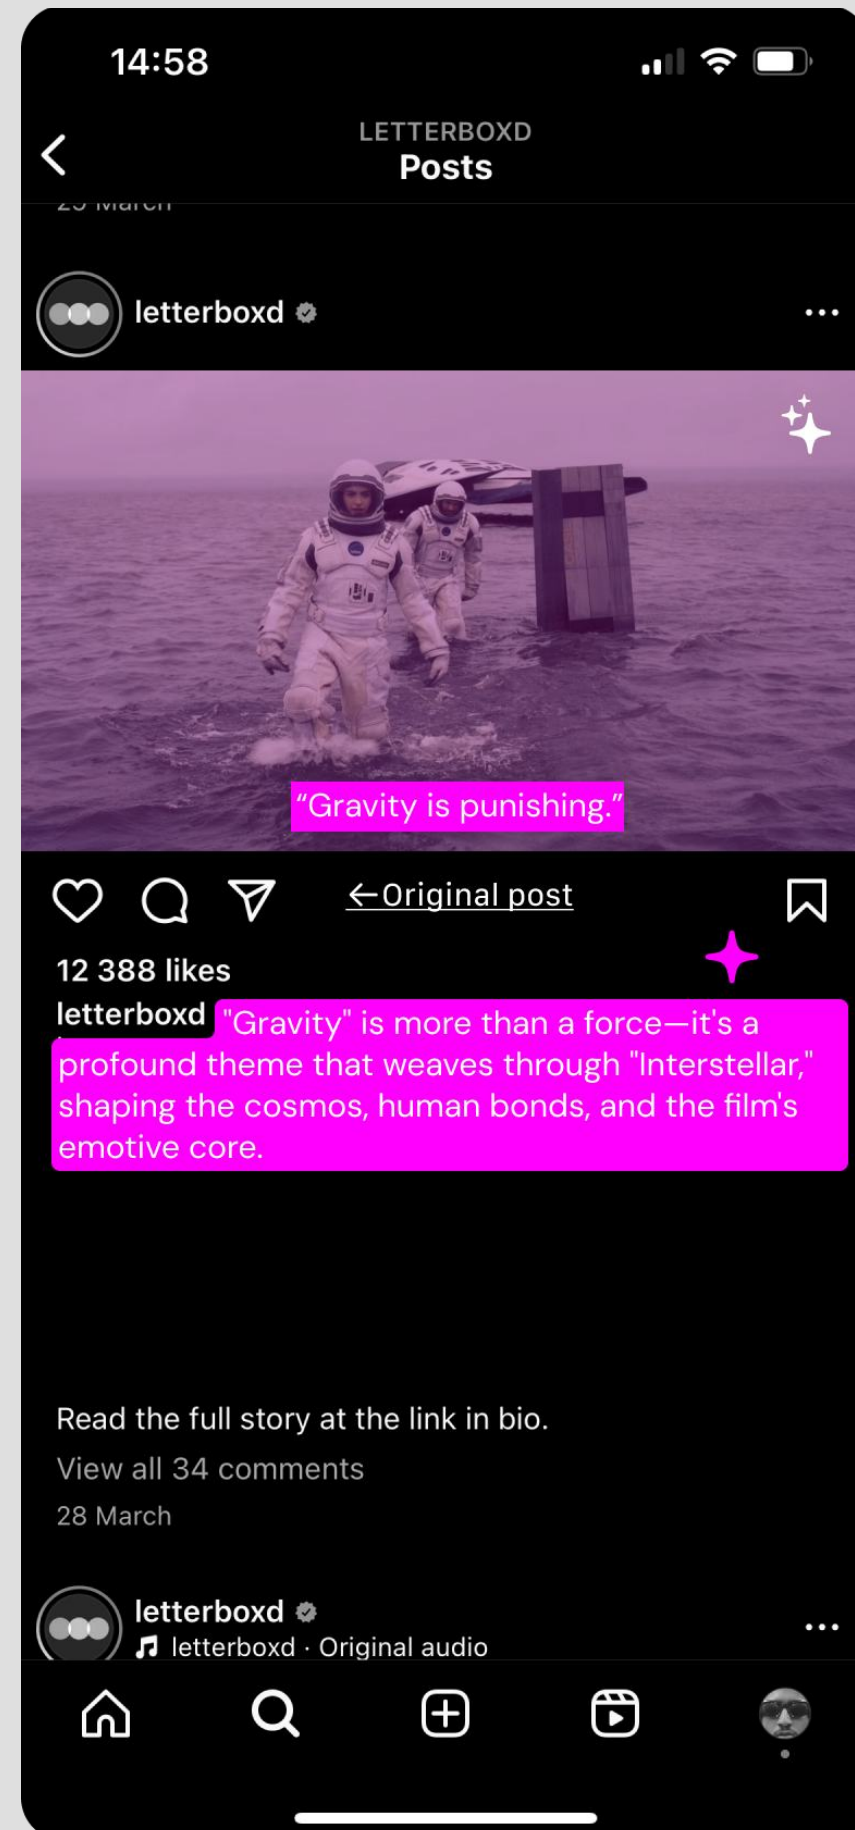 14:58
LETTERBOXD
Posts
25 March
letterboxd
“Gravity is punishing.”
←Original post
12 388 likes
letterboxd "Gravity" is more than a force—it's a
profound theme that weaves through "Interstellar,"
shaping the cosmos, human bonds, and the film's
emotive core.
Read the full story at the link in bio.
View all 34 comments
28 March
letterboxd
letterboxd · Original audio